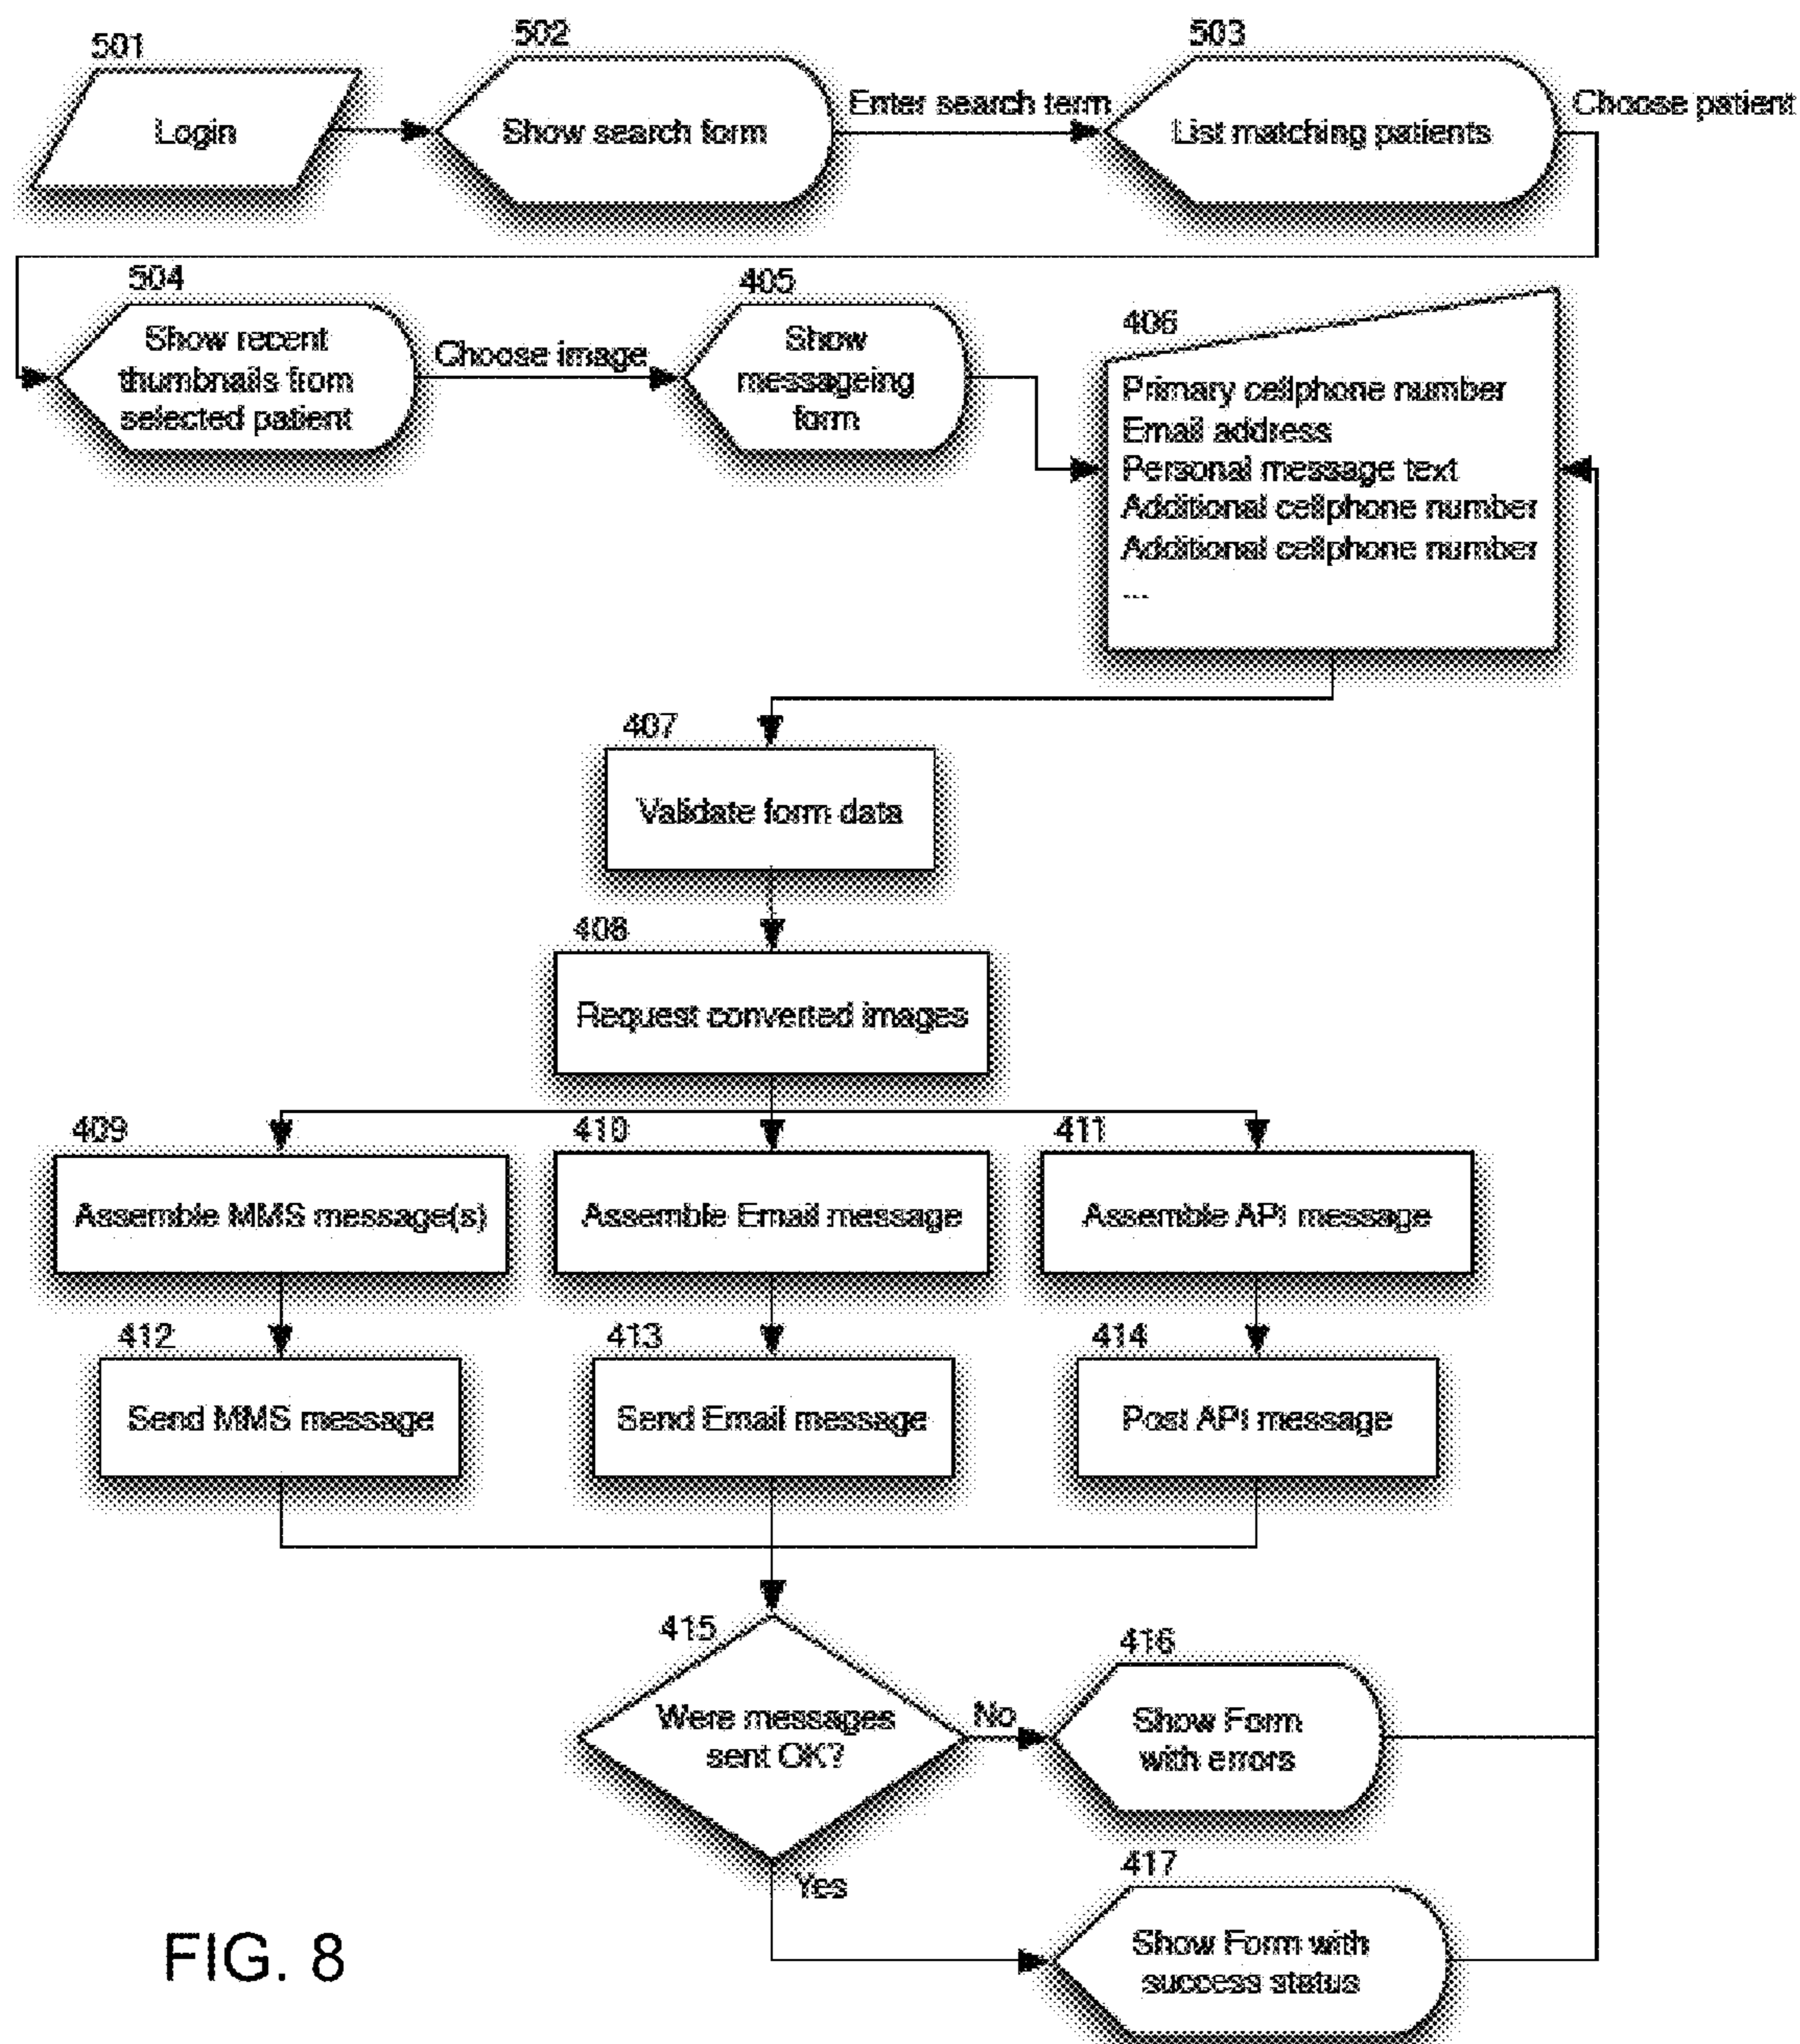 501
Login
502
Show search form
Enter search term
503
List matching patients
Choose patient
504
Show recent
thumbnails from
selected patient
Choose image
405
Show
messageing
form
406
Primary cellphone number
Email address
Personal message text
Additional cellphone number
Additional cellphone number
...
407
Validate form data
408
Request converted images
409
Assemble MMS message(s)
410
Assemble Email message
411
Assemble API message
412
Send MMS message
413
Send Email message
414
Post API message
415
Were messages
sent OK?
No
416
Show Form
with errors
Yes
417
Show Form with
success status
FIG. 8